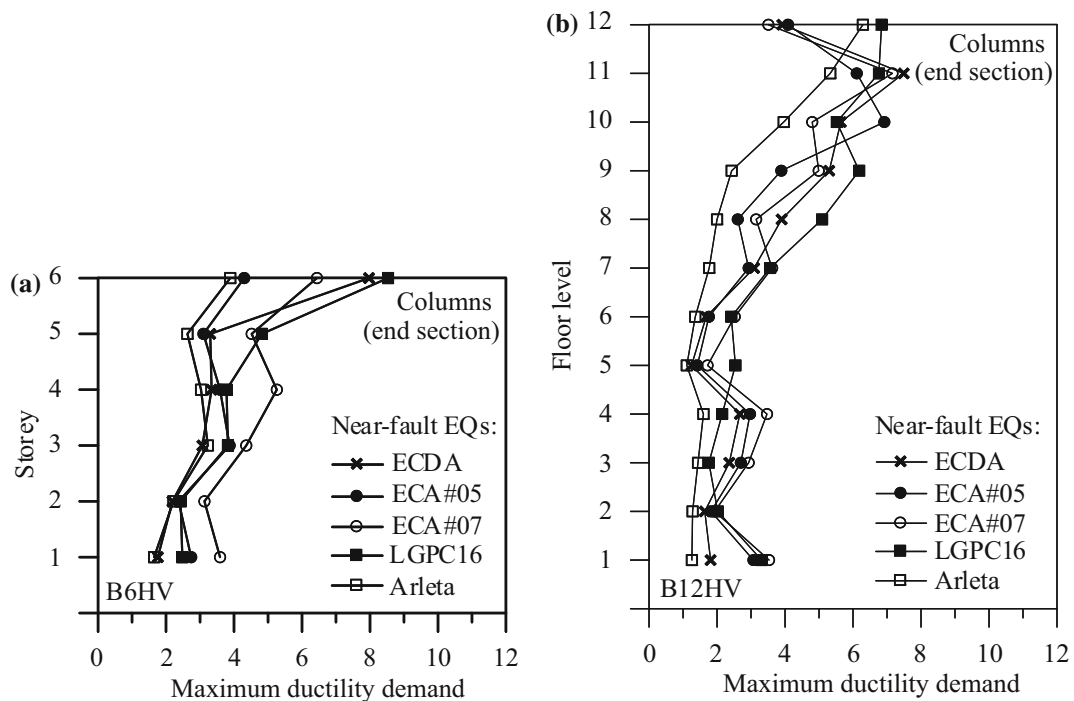 (a)
6
5
4
3
2
1
Storey
Columns
(end section)
Near-fault EQs:
ECDA
ECA#05
ECA#07
LGPC16
Arleta
B6HV
0 2 4 6 8 10 12
Maximum ductility demand
(b)
12
11
10
9
8
7
6
5
4
3
2
1
Floor level
Columns
(end section)
Near-fault EQs:
ECDA
ECA#05
ECA#07
LGPC16
Arleta
B12HV
0 2 4 6 8 10 12
Maximum ductility demand